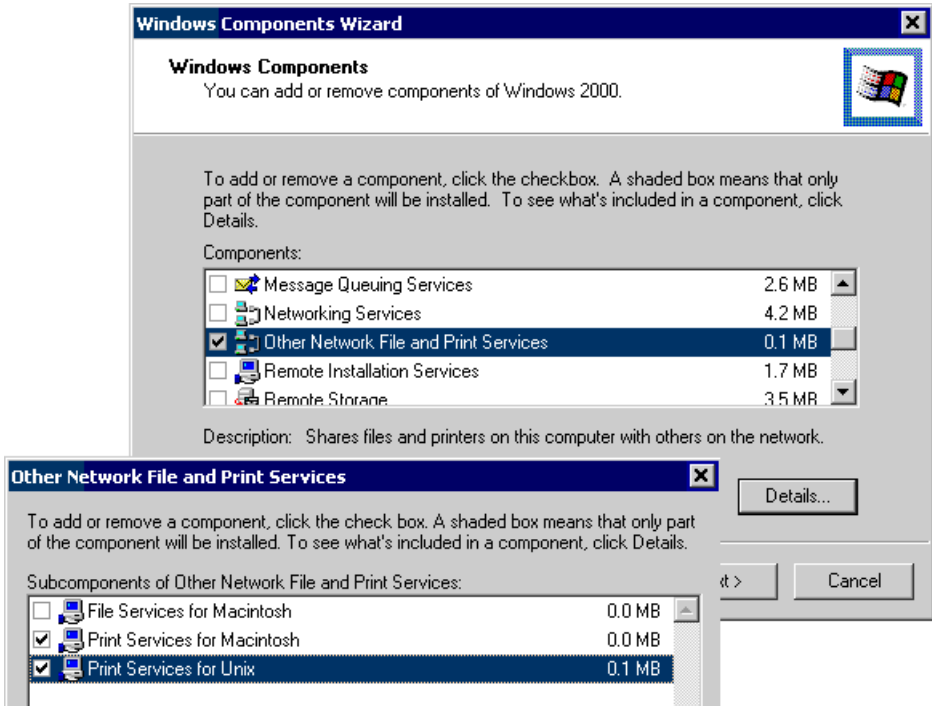 Windows Components Wizard
Windows Components
You can add or remove components of Windows 2000.
To add or remove a component, click the checkbox. A shaded box means that only
part of the component will be installed. To see what's included in a component, click
Details.
Components:
Message Queuing Services 2.6 MB
Networking Services 4.2 MB
Other Network File and Print Services 0.1 MB
Remote Installation Services 1.7 MB
Remote Storage 3.5 MB
Description: Shares files and printers on this computer with others on the network.
Details...
Cancel
Other Network File and Print Services
To add or remove a component, click the check box. A shaded box means that only part
of the component will be installed. To see what's included in a component, click Details.
Subcomponents of Other Network File and Print Services:
File Services for Macintosh 0.0 MB
Print Services for Macintosh 0.0 MB
Print Services for Unix 0.1 MB